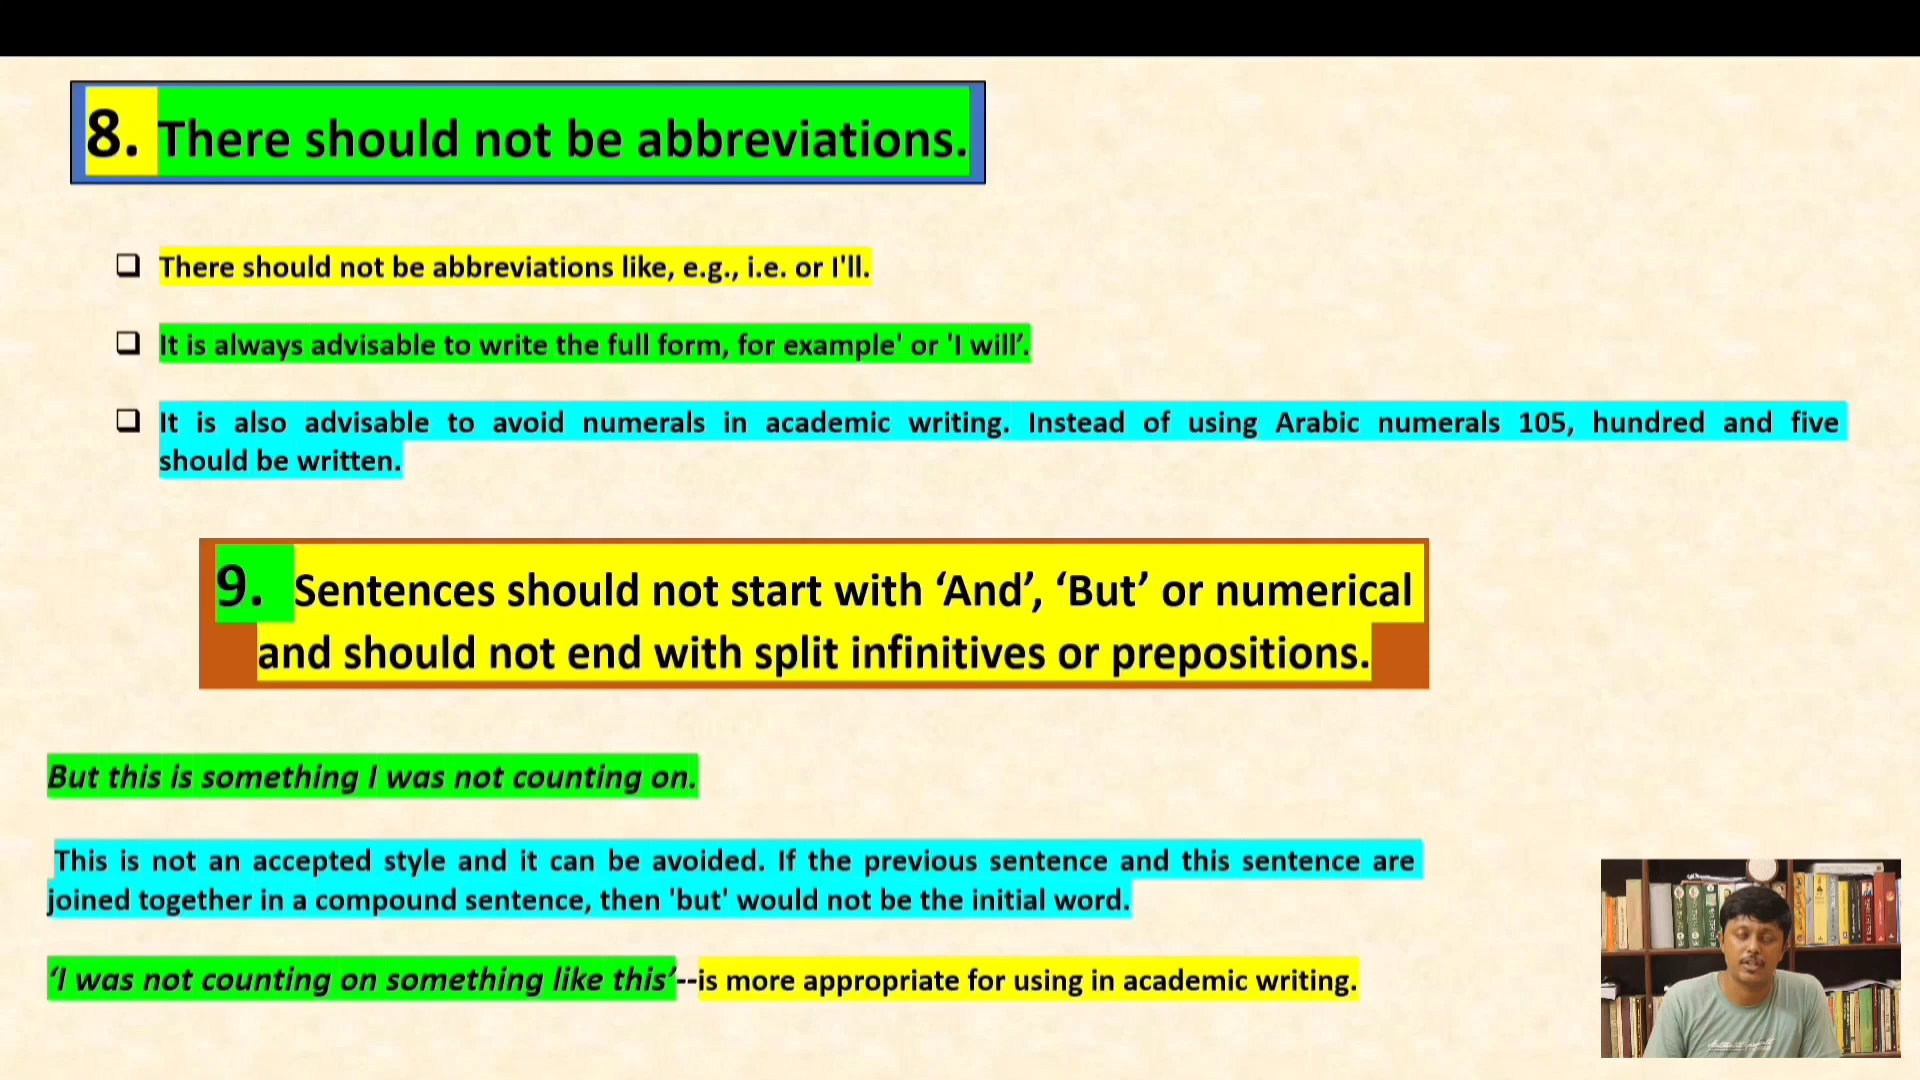 8. There should not be abbreviations.
There should not be abbreviations like, e.g., i.e. or I'll.
It is always advisable to write the full form, for example' or 'I will’.
It is also advisable to avoid numerals in academic writing. Instead of using Arabic numerals 105, hundred and five
should be written.
9. Sentences should not start with ‘And’, ‘But’ or numerical
and should not end with split infinitives or prepositions.
But this is something I was not counting on.
This is not an accepted style and it can be avoided. If the previous sentence and this sentence are
joined together in a compound sentence, then 'but' would not be the initial word.
‘I was not counting on something like this’--is more appropriate for using in academic writing.